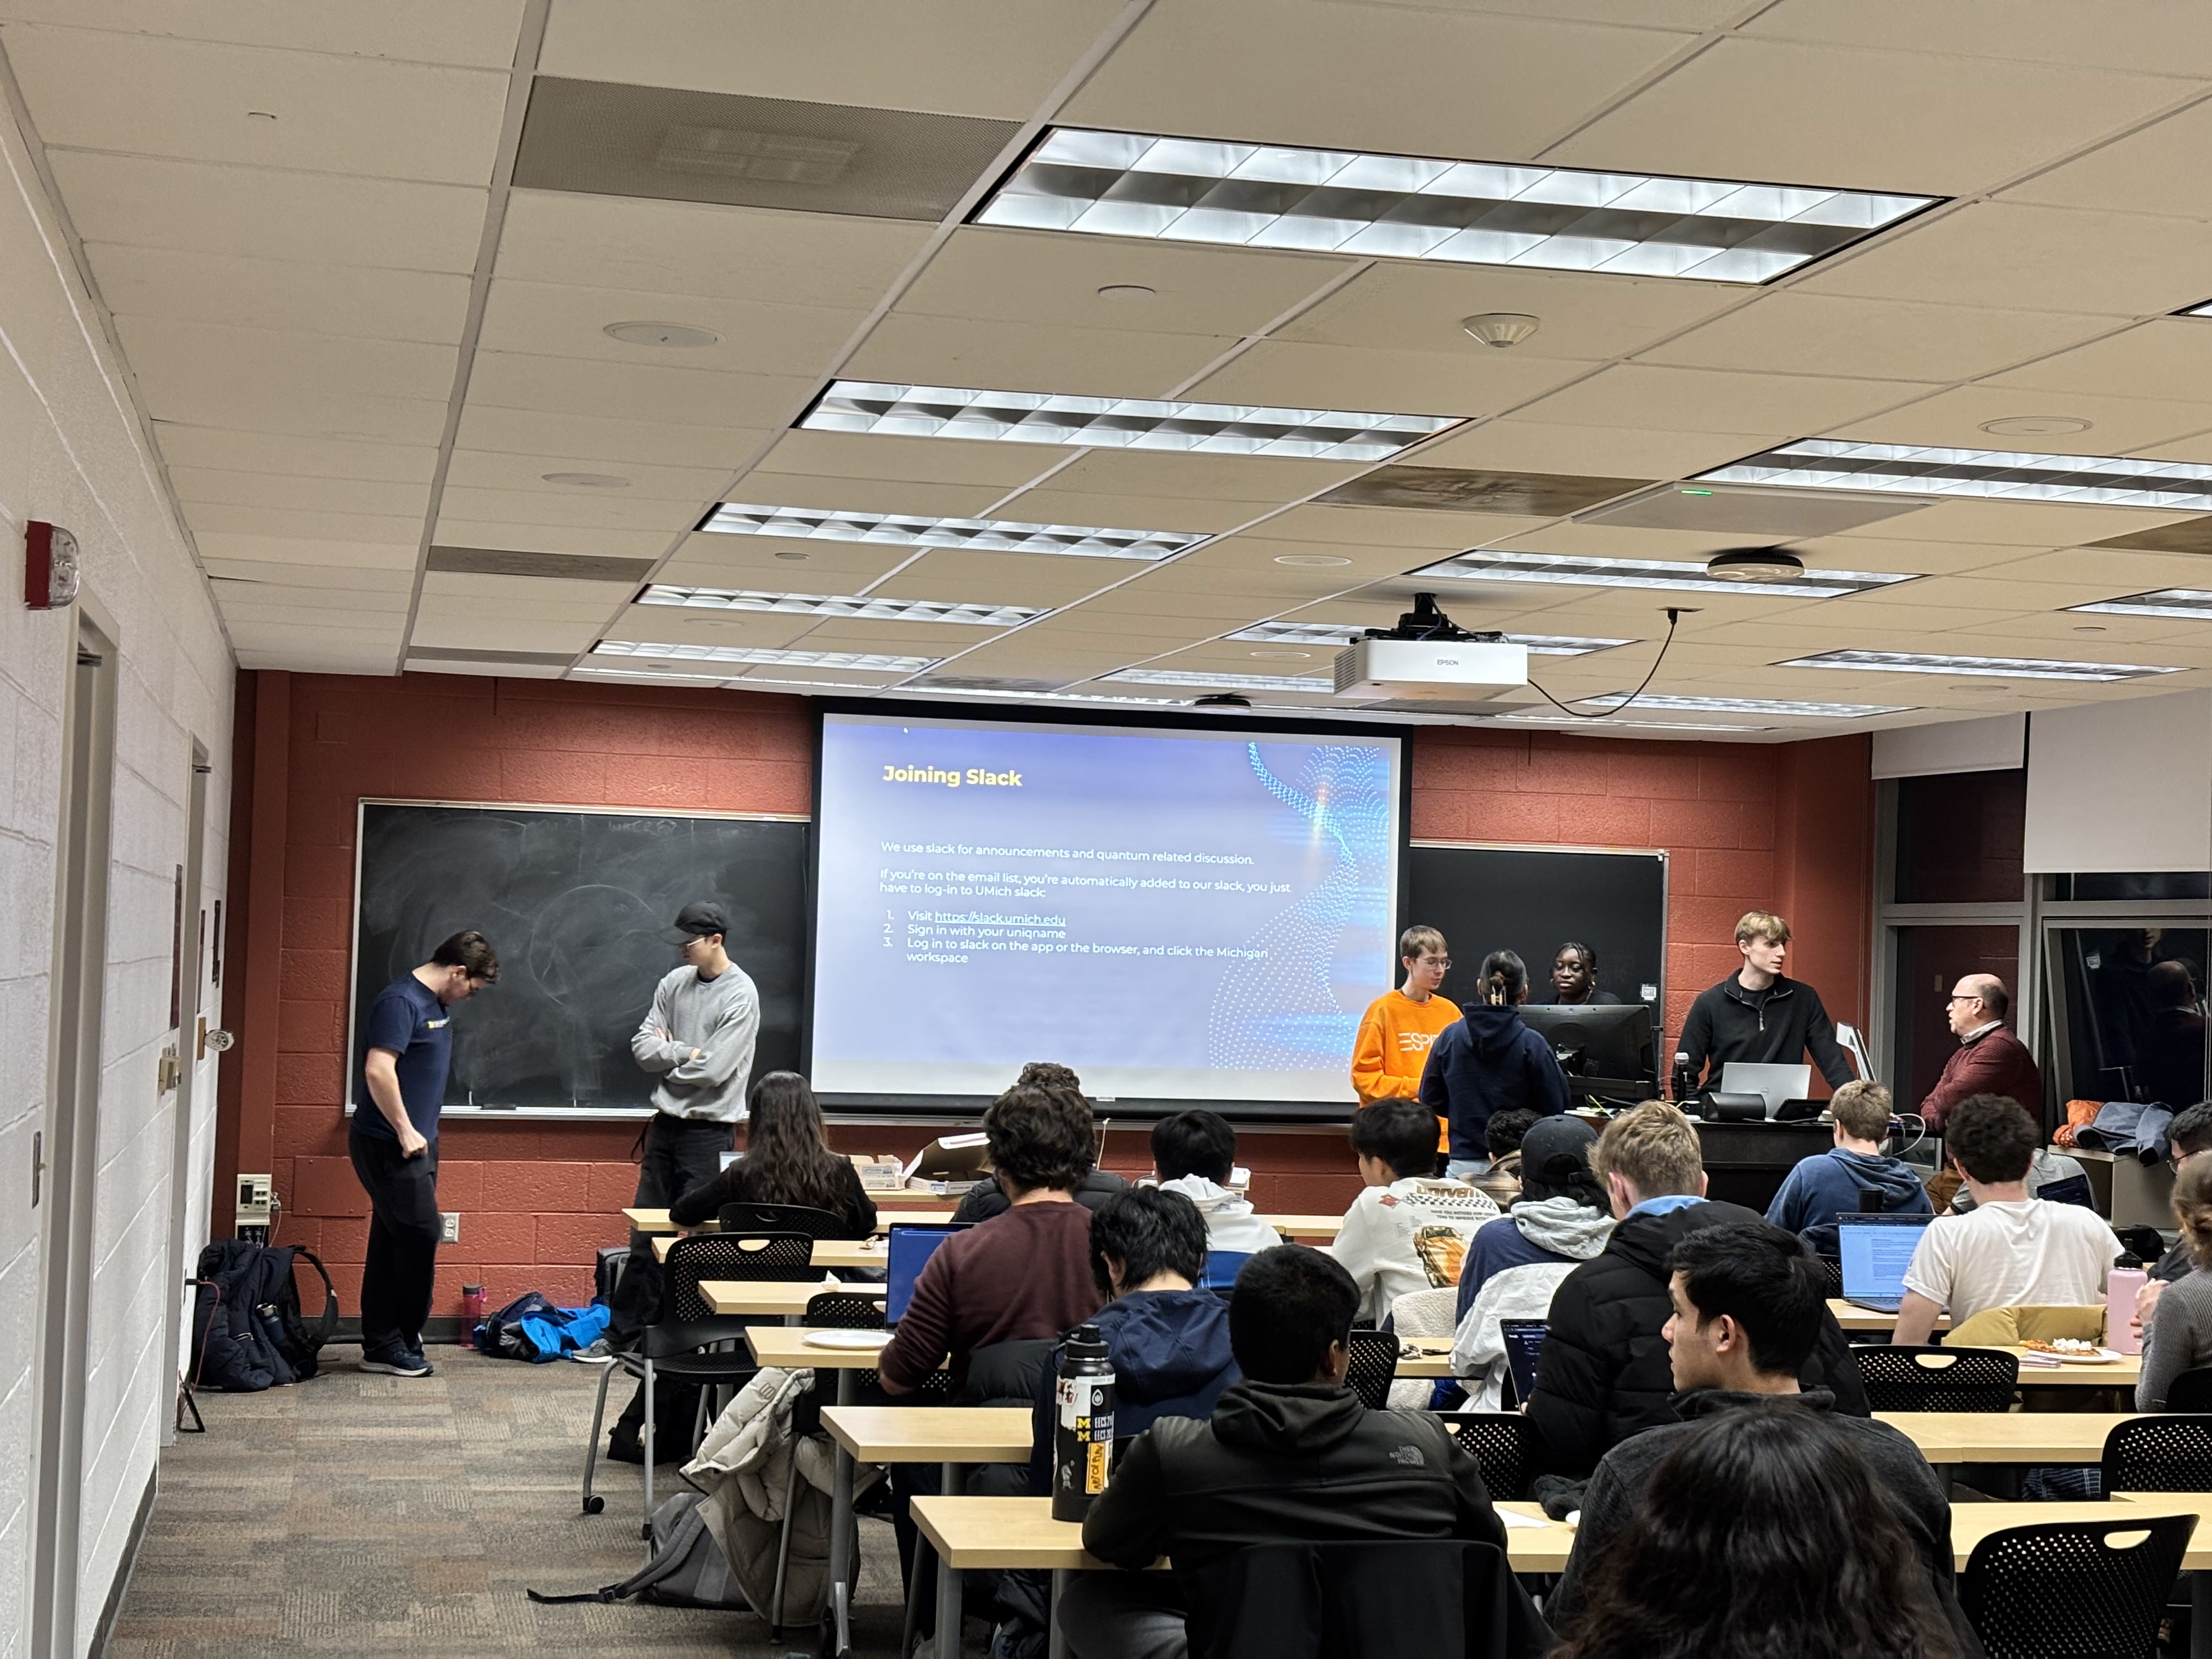 EPSON
Joining Slack
We use slack for announcements and quantum related discussion.
If you're on the email list, you're automatically added to our slack, you just
have to log-in to UMich slack:
1. Visit https://slack.umich.edu
2. Sign in with your uniqname
3. Log in to slack on the app or the browser, and click the Michigan
workspace
M
M
THE
NORTH
FACE